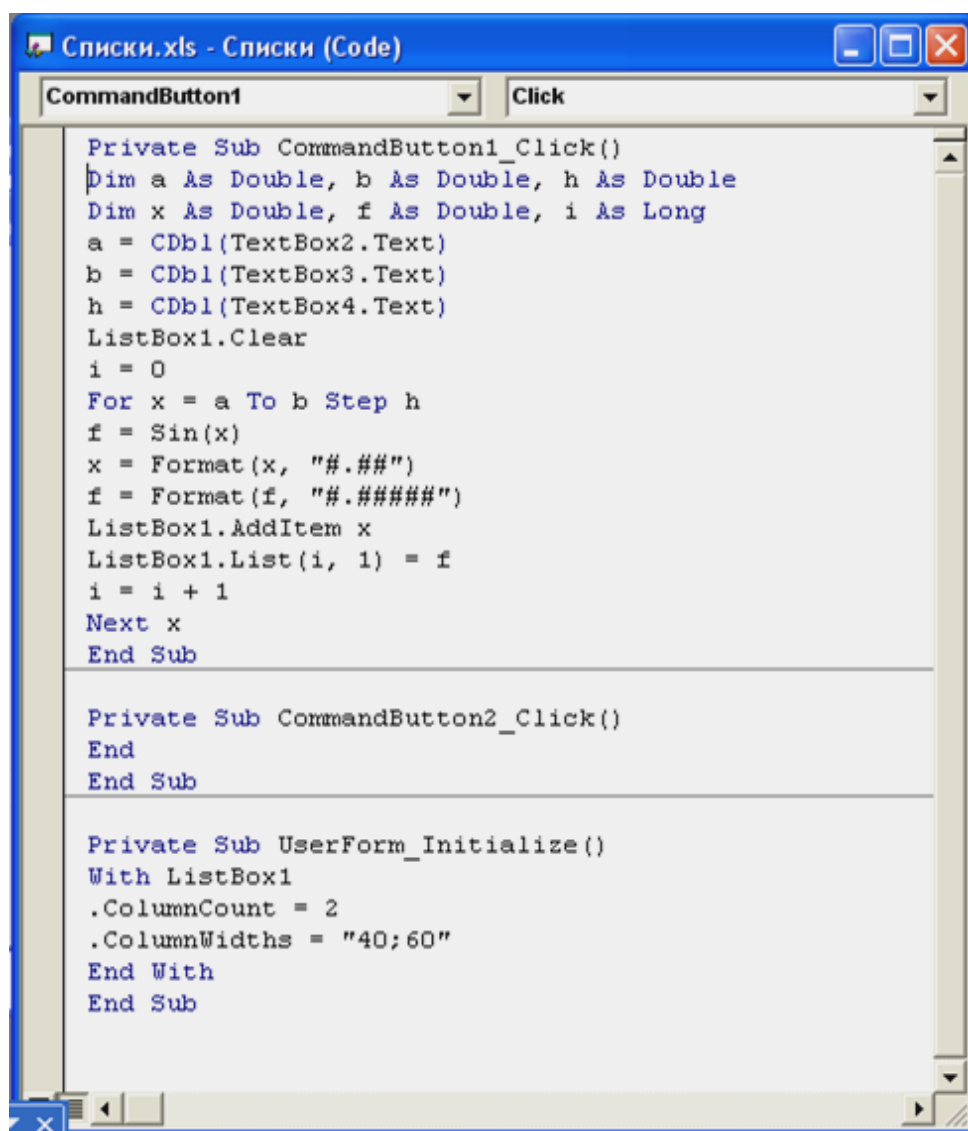 Списки.xls - Списки (Code)
CommandButton1 Click
Private Sub CommandButton1_Click()
Dim a As Double, b As Double, h As Double
Dim x As Double, f As Double, i As Long
a = CDbl(TextBox2.Text)
b = CDbl(TextBox3.Text)
h = CDbl(TextBox4.Text)
ListBox1.Clear
i = 0
For x = a To b Step h
f = Sin(x)
x = Format(x, "#.##")
f = Format(f, "#.#####")
ListBox1.AddItem x
ListBox1.List(i, 1) = f
i = i + 1
Next x
End Sub
Private Sub CommandButton2_Click()
End
End Sub
Private Sub UserForm_Initialize()
With ListBox1
.ColumnCount = 2
.ColumnWidths = "40;60"
End With
End Sub